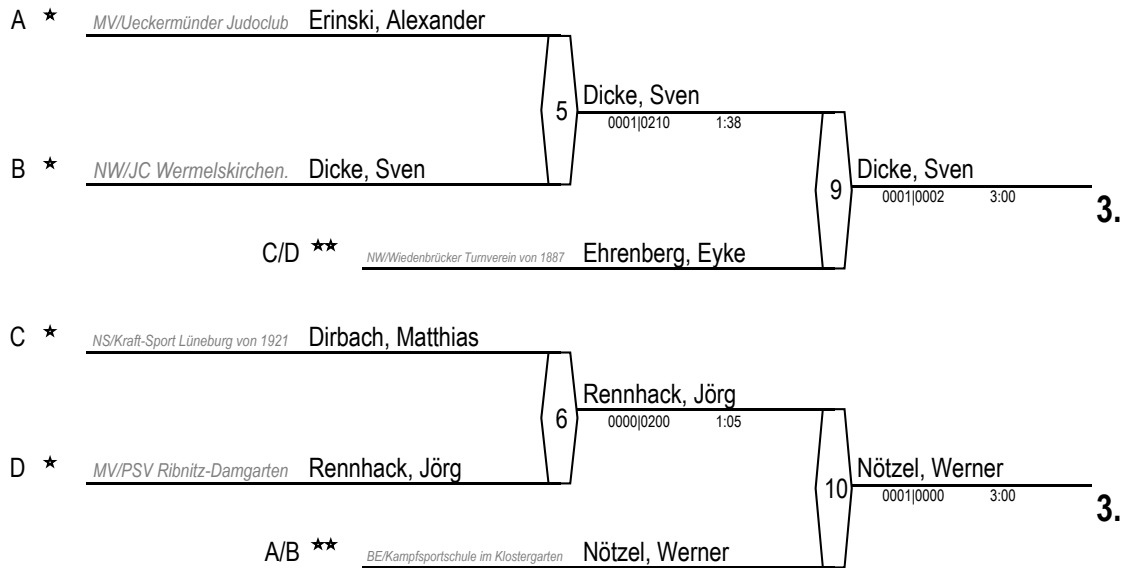 A ★ MV/Ueckermünder Judoclub Erinski, Alexander
5 Dicke, Sven
0001|0210 1:38
B ★ NW/JC Wermelskirchen. Dicke, Sven
9 Dicke, Sven
0001|0002 3:00
3.
C/D ★★ NW/Wiedenbrücker Turnverein von 1887 Ehrenberg, Eyke
C ★ NS/Kraft-Sport Lüneburg von 1921 Dirbach, Matthias
6 Rennhack, Jörg
0000|0200 1:05
D ★ MV/PSV Ribnitz-Damgarten Rennhack, Jörg
10 Nötzel, Werner
0001|0000 3:00
3.
A/B ★★ BE/Kampfsportschule im Klostergarten Nötzel, Werner